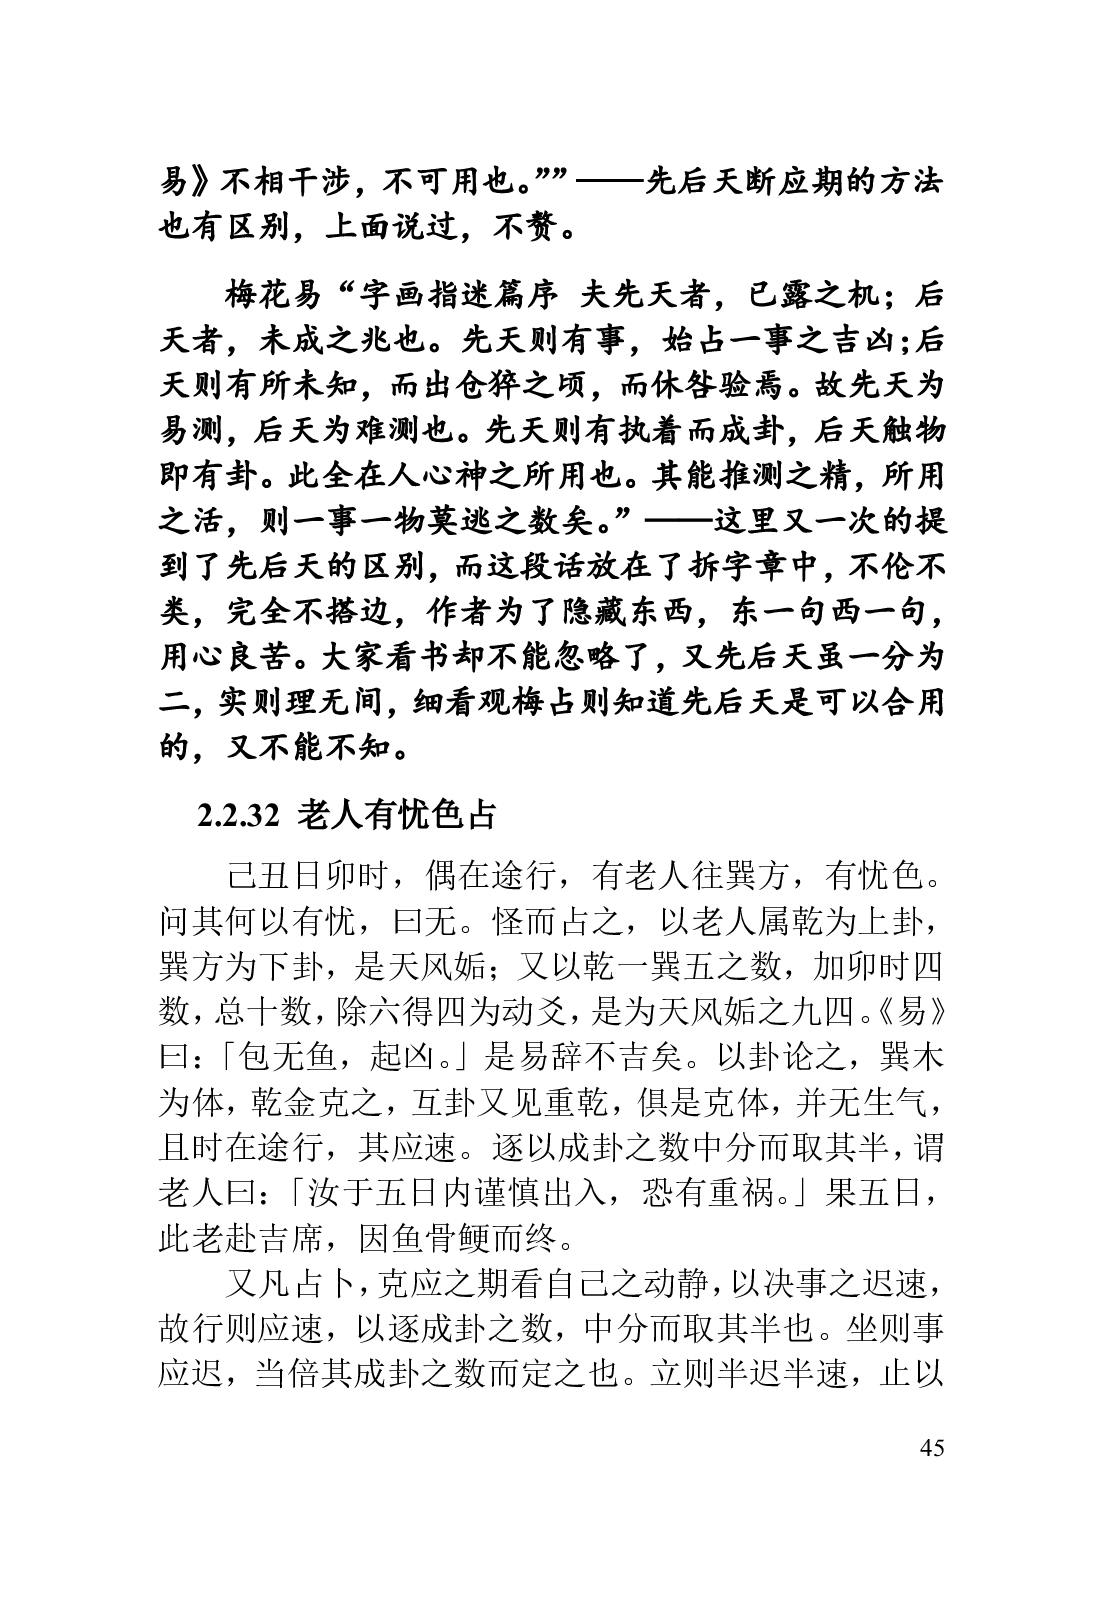 易》不相干涉，不可用也。””——先后天断应期的方法
也有区别，上面说过，不赘。
梅花易“字画指迷篇序 夫先天者，已露之机；后
天者，未成之兆也。先天则有事，始占一事之吉凶；后
天则有所未知，而出仓猝之顷，而休咎验焉。故先天为
易测，后天为难测也。先天则有执着而成卦，后天触物
即有卦。此全在人心神之所用也。其能推测之精，所用
之活，则一事一物莫逃之数矣。”——这里又一次的提
到了先后天的区别，而这段话放在了拆字章中，不伦不
类，完全不搭边，作者为了隐藏东西，东一句西一句，
用心良苦。大家看书却不能忽略了，又先后天虽一分为
二，实则理无间，细看观梅占则知道先后天是可以合用
的，又不能不知。
2.2.32 老人有忧色占
己丑日卯时，偶在途行，有老人往巽方，有忧色。
问其何以有忧，曰无。怪而占之，以老人属乾为上卦，
巽方为下卦，是天风姤；又以乾一巽五之数，加卯时四
数，总十数，除六得四为动爻，是为天风姤之九四。《易》
曰：「包无鱼，起凶。」是易辞不吉矣。以卦论之，巽木
为体，乾金克之，互卦又见重乾，俱是克体，并无生气，
且时在途行，其应速。逐以成卦之数中分而取其半，谓
老人曰：「汝于五日内谨慎出入，恐有重祸。」果五日，
此老赴吉席，因鱼骨鲠而终。
又凡占卜，克应之期看自己之动静，以决事之迟速，
故行则应速，以逐成卦之数，中分而取其半也。坐则事
应迟，当倍其成卦之数而定之也。立则半迟半速，止以
45